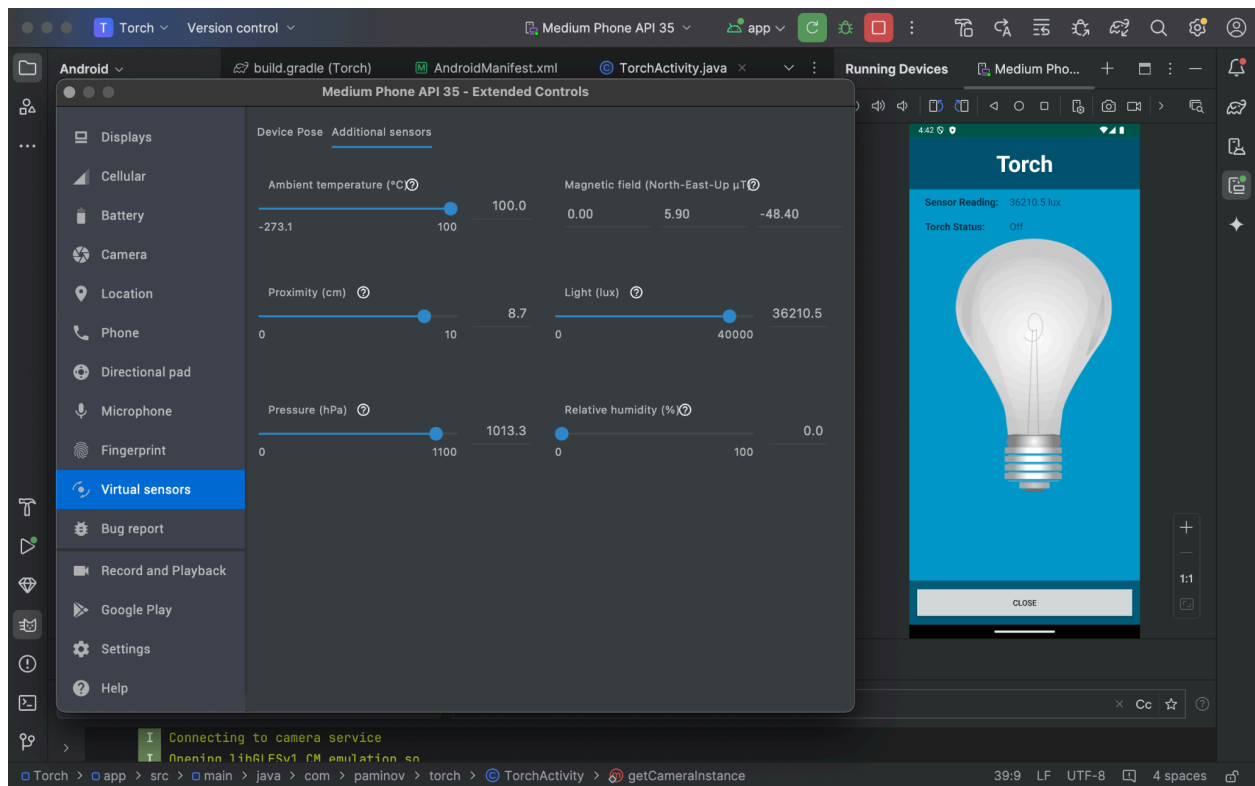 T Torch Version control Medium Phone API 35 app
Android build.gradle (Torch) AndroidManifest.xml TorchActivity.java Running Devices Medium Pho...
Medium Phone API 35 - Extended Controls
Displays
Cellular
Battery
Camera
Location
Phone
Directional pad
Microphone
Fingerprint
Virtual sensors
Bug report
Record and Playback
Google Play
Settings
Help
Device Pose Additional sensors
Ambient temperature (°C)
100.0
-273.1 100
Magnetic field (North-East-Up µT)
0.00 5.90 -48.40
Proximity (cm)
8.7
0 10
Light (lux)
36210.5
0 40000
Pressure (hPa)
1013.3
0 1100
Relative humidity (%)
0.0
0 100
4:42
Torch
Sensor Reading: 36210.5 lux
Torch Status: Off
CLOSE
1:1
Cc
I Connecting to camera service
I Opening libGLESv1_CM_emulation.so
Torch > app > src > main > java > com > paminov > torch > TorchActivity > getCameraInstance 39:9 LF UTF-8 4 spaces